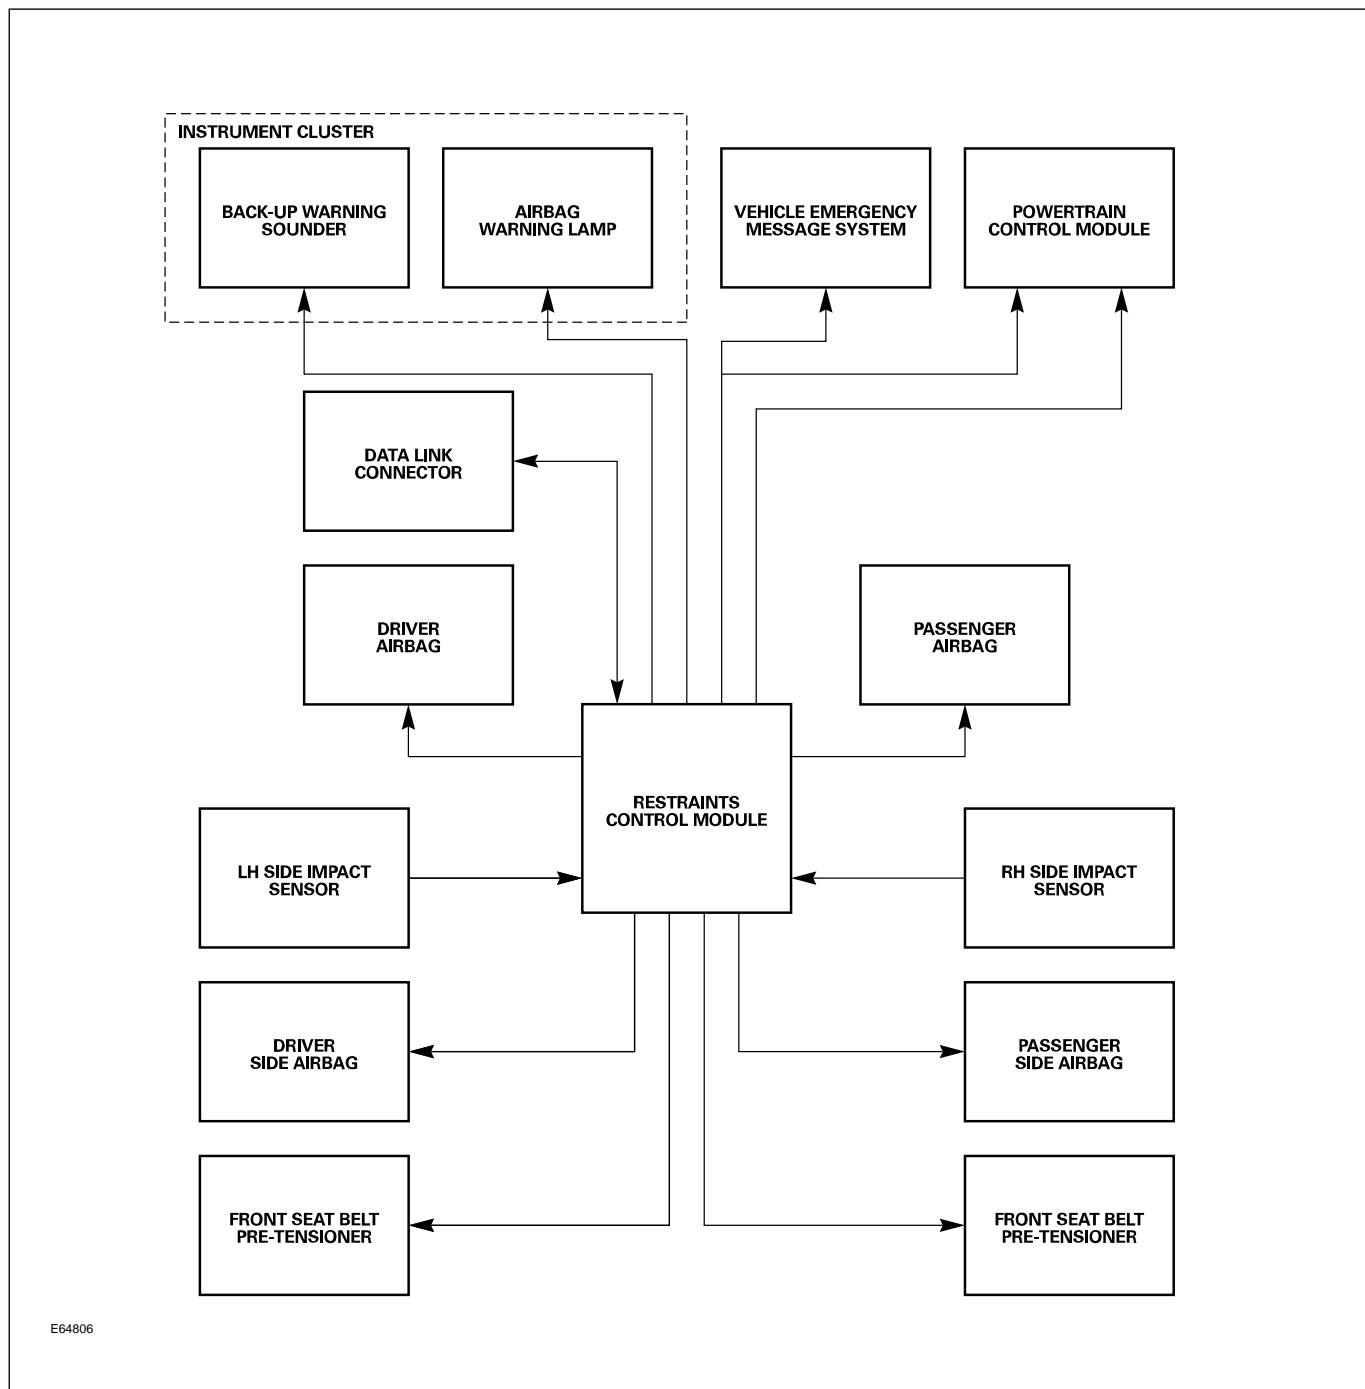 INSTRUMENT CLUSTER
BACK-UP WARNING
SOUNDER
AIRBAG
WARNING LAMP
VEHICLE EMERGENCY
MESSAGE SYSTEM
POWERTRAIN
CONTROL MODULE
DATA LINK
CONNECTOR
DRIVER
AIRBAG
PASSENGER
AIRBAG
RESTRAINTS
CONTROL MODULE
LH SIDE IMPACT
SENSOR
RH SIDE IMPACT
SENSOR
DRIVER
SIDE AIRBAG
PASSENGER
SIDE AIRBAG
FRONT SEAT BELT
PRE-TENSIONER
FRONT SEAT BELT
PRE-TENSIONER
E64806